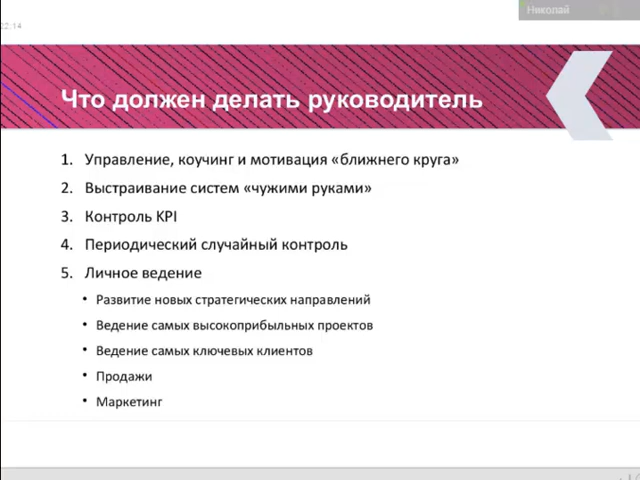 Николай
22:14
Что должен делать руководитель
1. Управление, коучинг и мотивация «ближнего круга»
2. Выстраивание систем «чужими руками»
3. Контроль KPI
4. Периодический случайный контроль
5. Личное ведение
• Развитие новых стратегических направлений
• Ведение самых высокоприбыльных проектов
• Ведение самых ключевых клиентов
• Продажи
• Маркетинг